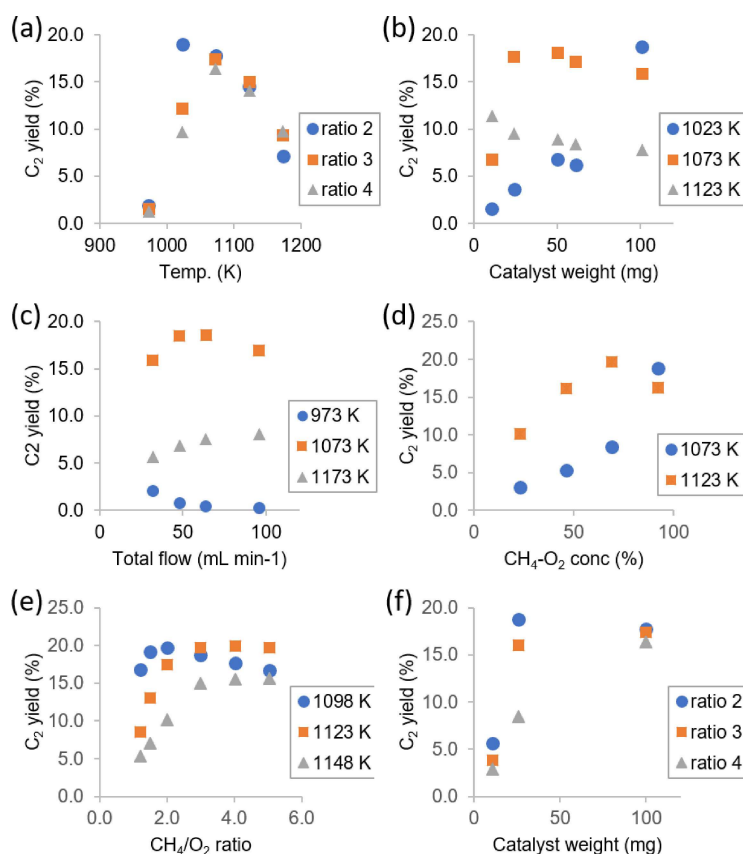 (a)
C₂ yield (%)
20.0
15.0
10.0
5.0
0.0
900 1000 1100 1200
Temp. (K)
ratio 2
ratio 3
ratio 4
(b)
C₂ yield (%)
20.0
15.0
10.0
5.0
0.0
0 50 100
Catalyst weight (mg)
1023 K
1073 K
1123 K
(c)
C2 yield (%)
20.0
15.0
10.0
5.0
0.0
0 50 100
Total flow (mL min-1)
973 K
1073 K
1173 K
(d)
C₂ yield (%)
25.0
20.0
15.0
10.0
5.0
0.0
0 50 100
CH₄-O₂ conc (%)
1073 K
1123 K
(e)
C₂ yield (%)
25.0
20.0
15.0
10.0
5.0
0.0
0.0 2.0 4.0 6.0
CH₄/O₂ ratio
1098 K
1123 K
1148 K
(f)
C₂ yield (%)
20.0
15.0
10.0
5.0
0.0
0 50 100
Catalyst weight (mg)
ratio 2
ratio 3
ratio 4